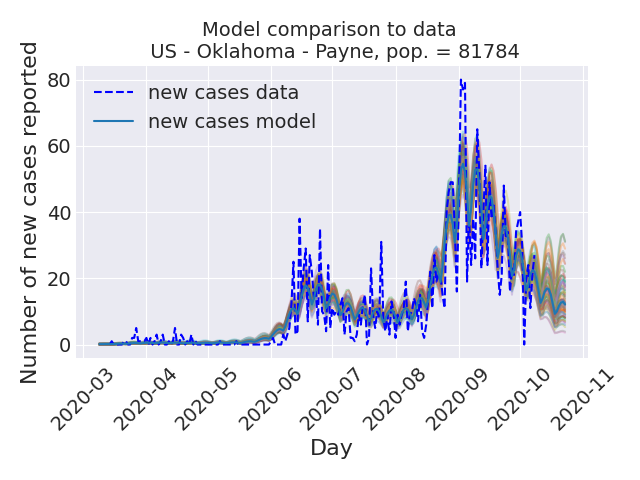 Model comparison to data
US - Oklahoma - Payne, pop. = 81784
Number of new cases reported
80
60
40
20
0
new cases data
new cases model
2020-03
2020-04
2020-05
2020-06
2020-07
2020-08
2020-09
2020-10
2020-11
Day